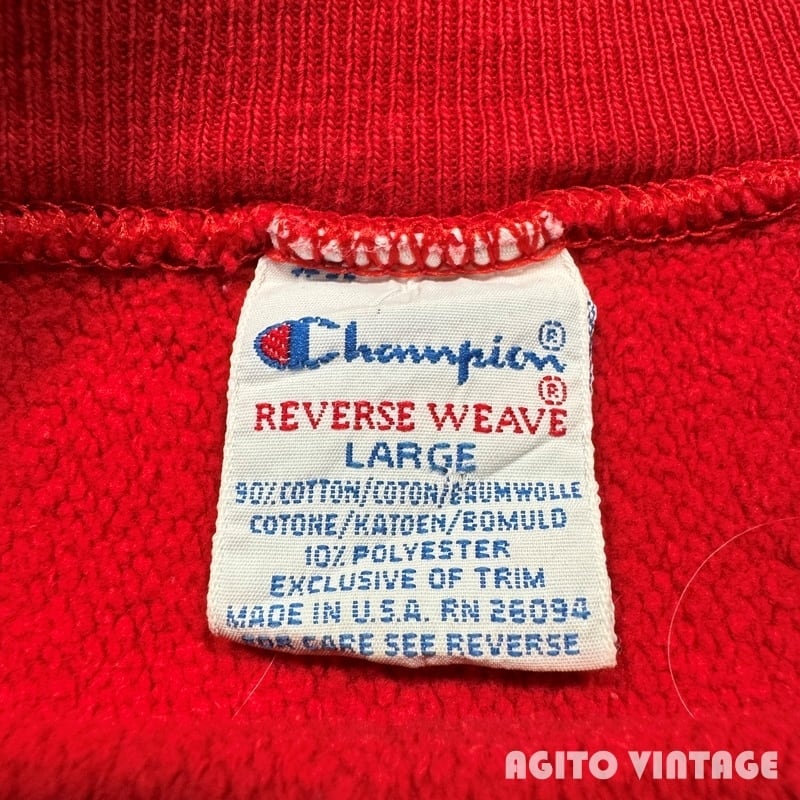 Champion®
®
REVERSE WEAVE
LARGE
90% COTTON/COTON/BAUMWOLLE
COTONE/KATOEN/BOMULD
10% POLYESTER
EXCLUSIVE OF TRIM
MADE IN U.S.A. RN 26094
FOR CARE SEE REVERSE
AGITO VINTAGE